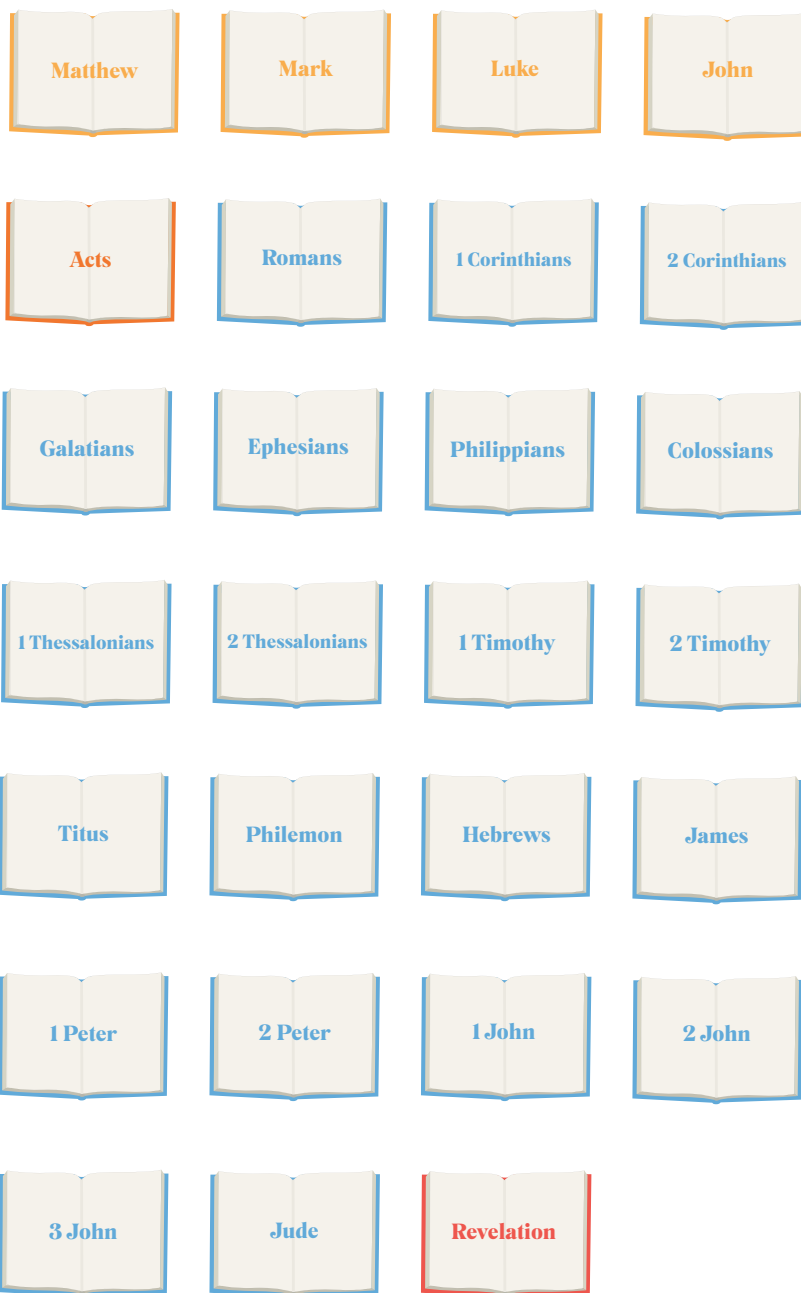 Matthew
Mark
Luke
John
Acts
Romans
1 Corinthians
2 Corinthians
Galatians
Ephesians
Philippians
Colossians
1 Thessalonians
2 Thessalonians
1 Timothy
2 Timothy
Titus
Philemon
Hebrews
James
1 Peter
2 Peter
1 John
2 John
3 John
Jude
Revelation